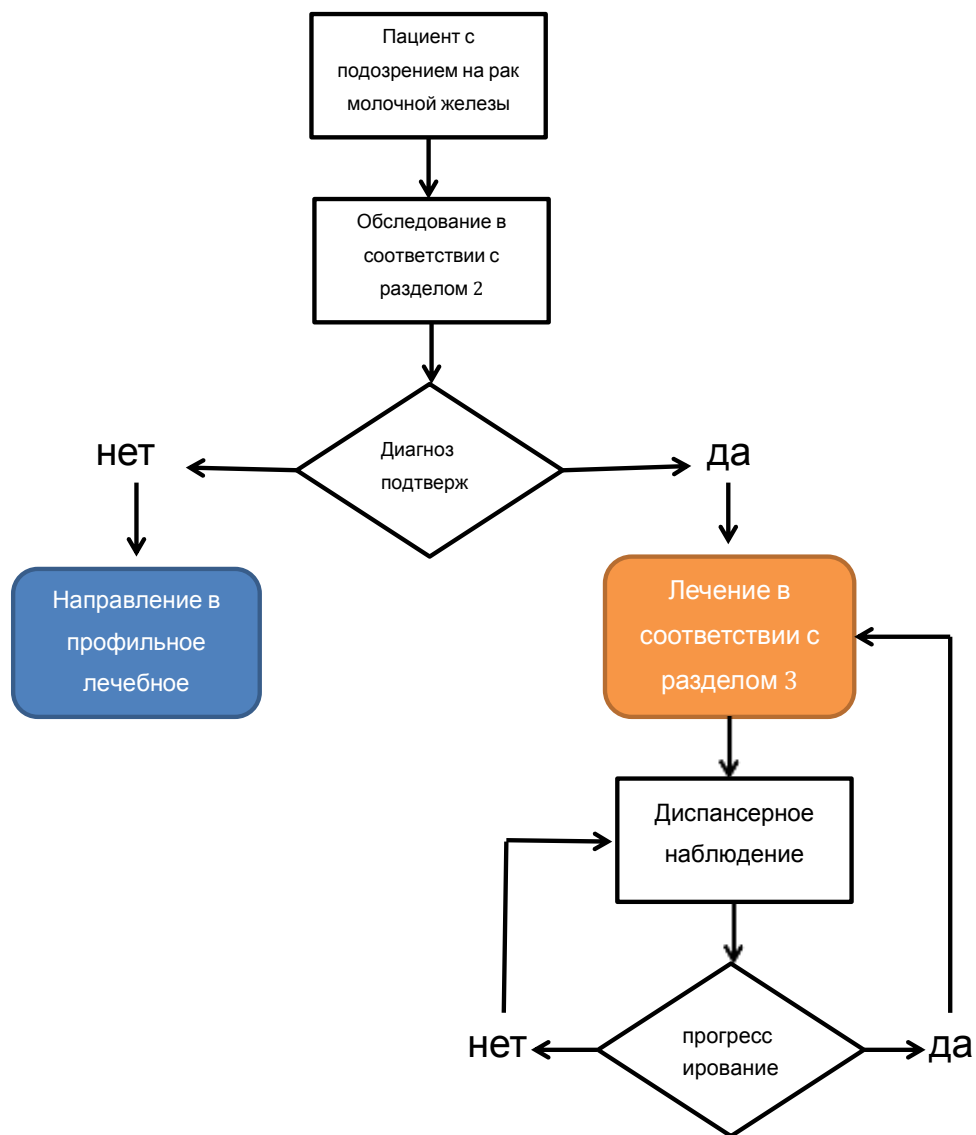 Пациент с
подозрением на рак
молочной железы
Обследование в
соответствии с
разделом 2
Диагноз
подтверж
нет
да
Направление в
профильное
лечебное
Лечение в
соответствии с
разделом 3
Диспансерное
наблюдение
прогресс
ирование
нет
да